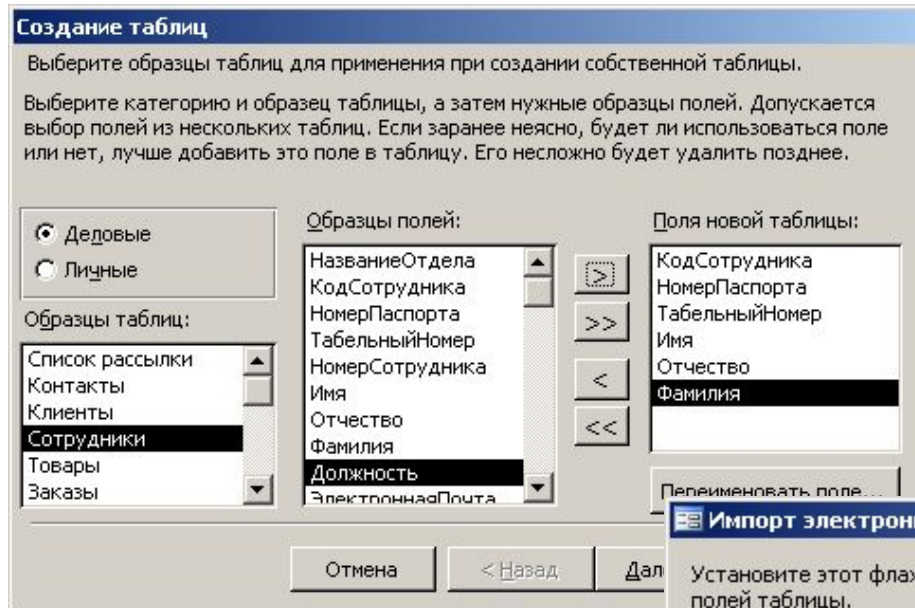 Создание таблиц
Выберите образцы таблиц для применения при создании собственной таблицы.
Выберите категорию и образец таблицы, а затем нужные образцы полей. Допускается
выбор полей из нескольких таблиц. Если заранее неясно, будет ли использоваться поле
или нет, лучше добавить это поле в таблицу. Его несложно будет удалить позднее.
Деловые
Личные
Образцы таблиц:
Список рассылки
Контакты
Клиенты
Сотрудники
Товары
Заказы
Образцы полей:
НазваниеОтдела
КодСотрудника
НомерПаспорта
ТабельныйНомер
НомерСотрудника
Имя
Отчество
Фамилия
Должность
ЭлектроннаяПочта
>
>>
<
<<
Поля новой таблицы:
КодСотрудника
НомерПаспорта
ТабельныйНомер
Имя
Отчество
Фамилия
Переименовать поле...
Отмена
< Назад
Дал
Импорт электрон
Установите этот флаж
полей таблицы.